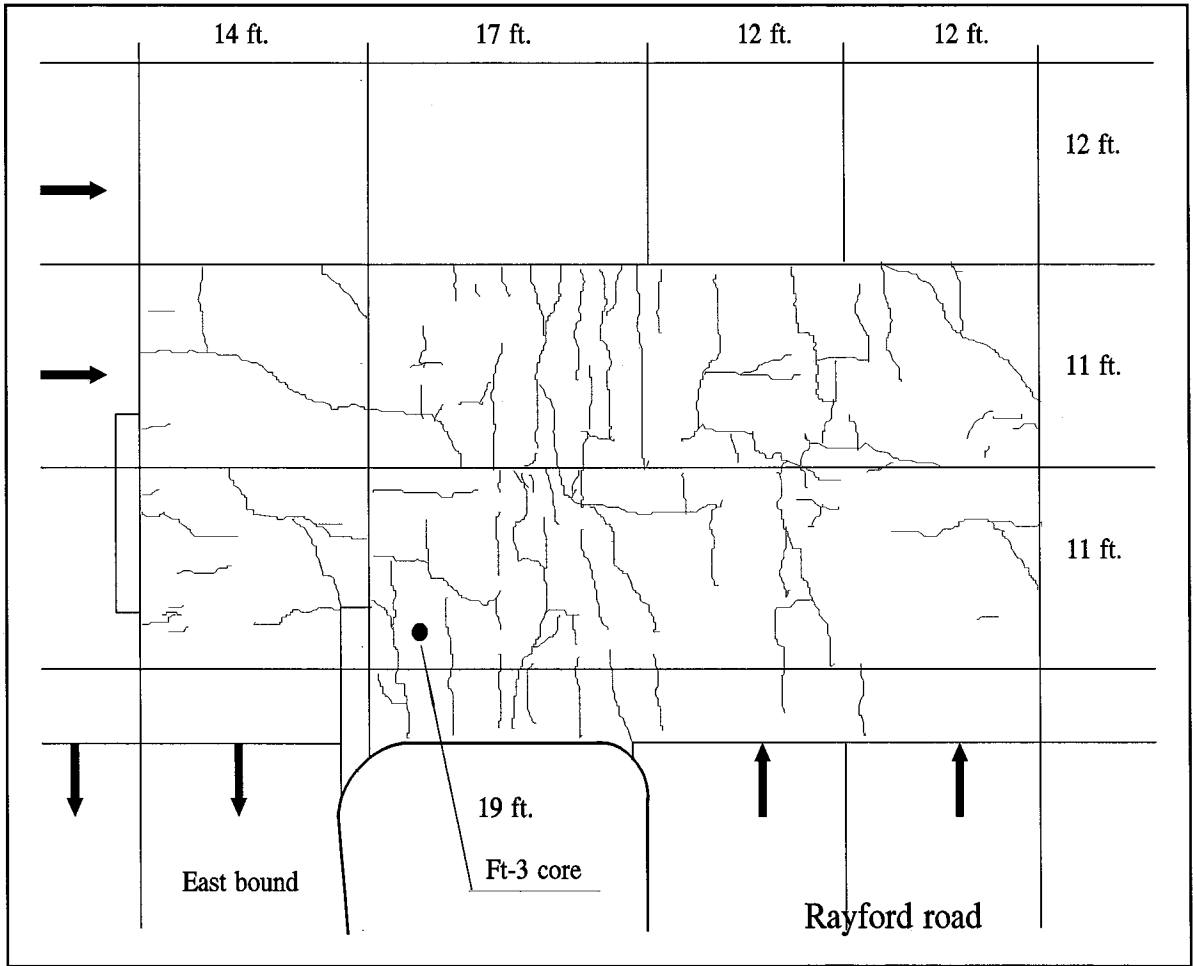 14 ft.
17 ft.
12 ft.
12 ft.
12 ft.
11 ft.
11 ft.
19 ft.
Ft-3 core
East bound
Rayford road